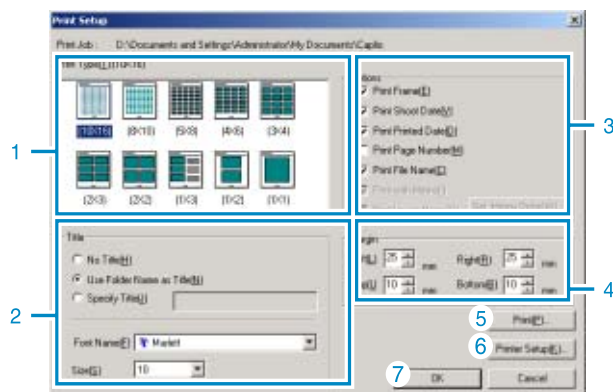 Print Setup
Print Job : D:\Documents and Settings\Administrator\My Documents\Caplio
(10X16) (8X10) (5X8) (4X6) (3X4)
(2X3) (2X2) (1X3) (1X2) (1X1)
1
Print Frame(E)
Print Shoot Date(V)
Print Printed Date(D)
Print Page Number(M)
Print File Name(C)
3
Title
No Title(H)
Use Folder Name as Title(N)
Specify Title(J)
Font Name(F) Marlett
Size(S) 10
2
25 mm Right(R) 25 mm
10 mm Bottom(B) 10 mm
4
5 Print(P)...
6 Printer Setup(K)...
7 OK Cancel